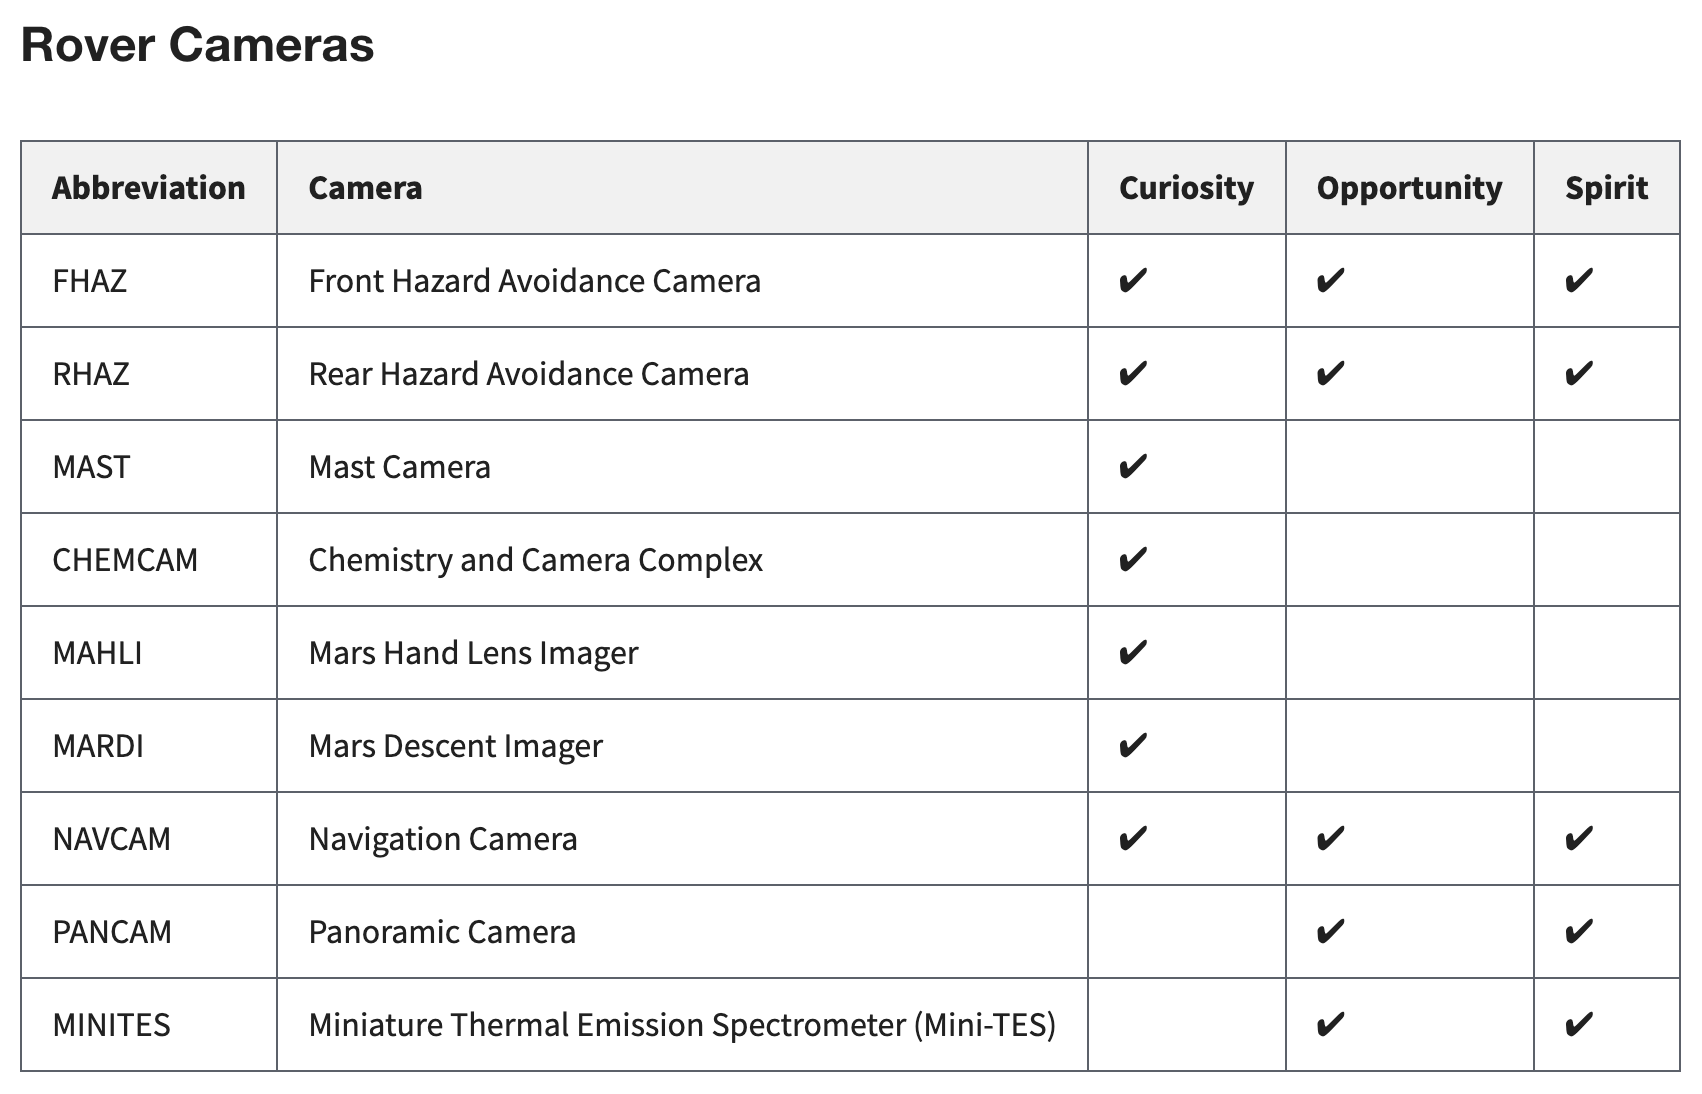 Rover Cameras
Abbreviation Camera Curiosity Opportunity Spirit
FHAZ Front Hazard Avoidance Camera ✔ ✔ ✔
RHAZ Rear Hazard Avoidance Camera ✔ ✔ ✔
MAST Mast Camera ✔
CHEMCAM Chemistry and Camera Complex ✔
MAHLI Mars Hand Lens Imager ✔
MARDI Mars Descent Imager ✔
NAVCAM Navigation Camera ✔ ✔ ✔
PANCAM Panoramic Camera ✔ ✔
MINITES Miniature Thermal Emission Spectrometer (Mini-TES) ✔ ✔